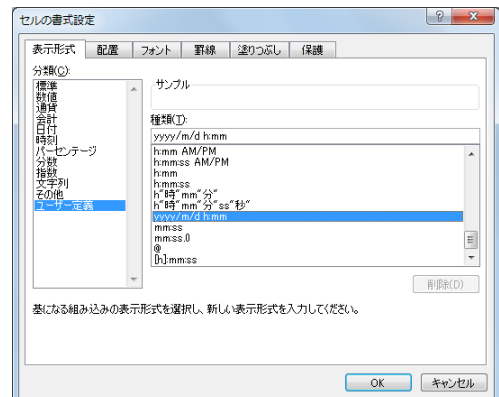 セルの書式設定
表示形式 配置 フォント 罫線 塗りつぶし 保護
分類(C):
標準
数値
通貨
会計
日付
時刻
パーセンテージ
分数
指数
文字列
その他
ユーザー定義
サンプル
種類(T):
yyyy/m/d h:mm
h:mm AM/PM
h:mm:ss AM/PM
h:mm
h:mm:ss
h"時"mm"分"
h"時"mm"分"ss"秒"
yyyy/m/d h:mm
mm:ss
mm:ss.0
@
[h]:mm:ss
削除(D)
基になる組み込みの表示形式を選択し、新しい表示形式を入力してください。
OK キャンセル